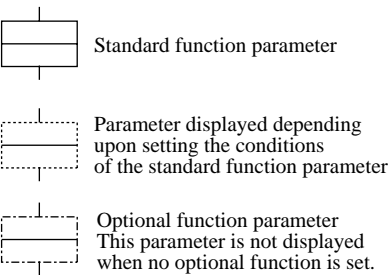 Standard function parameter
Parameter displayed depending
upon setting the conditions
of the standard function parameter
Optional function parameter
This parameter is not displayed
when no optional function is set.